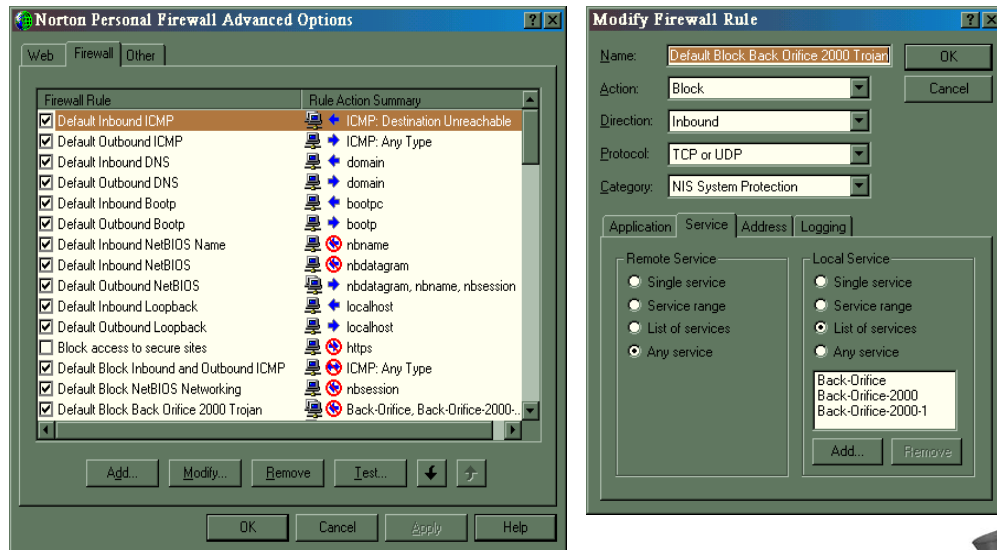 Norton Personal Firewall Advanced Options
Web Firewall Other
Firewall Rule Rule Action Summary
Default Inbound ICMP ICMP: Destination Unreachable
Default Outbound ICMP ICMP: Any Type
Default Inbound DNS domain
Default Outbound DNS domain
Default Inbound Bootp bootpc
Default Outbound Bootp bootp
Default Inbound NetBIOS Name nbname
Default Inbound NetBIOS nbdatagram
Default Outbound NetBIOS nbdatagram, nbname, nbsession
Default Inbound Loopback localhost
Default Outbound Loopback localhost
Block access to secure sites https
Default Block Inbound and Outbound ICMP ICMP: Any Type
Default Block NetBIOS Networking nbsession
Default Block Back Orifice 2000 Trojan Back-Orifice, Back-Orifice-2000-..
Add... Modify... Remove Test...
OK Cancel Apply Help
Modify Firewall Rule
Name: Default Block Back Orifice 2000 Trojan OK
Action: Block Cancel
Direction: Inbound
Protocol: TCP or UDP
Category: NIS System Protection
Application Service Address Logging
Remote Service
Single service
Service range
List of services
Any service
Local Service
Single service
Service range
List of services
Any service
Back-Orifice
Back-Orifice-2000
Back-Orifice-2000-1
Add... Remove